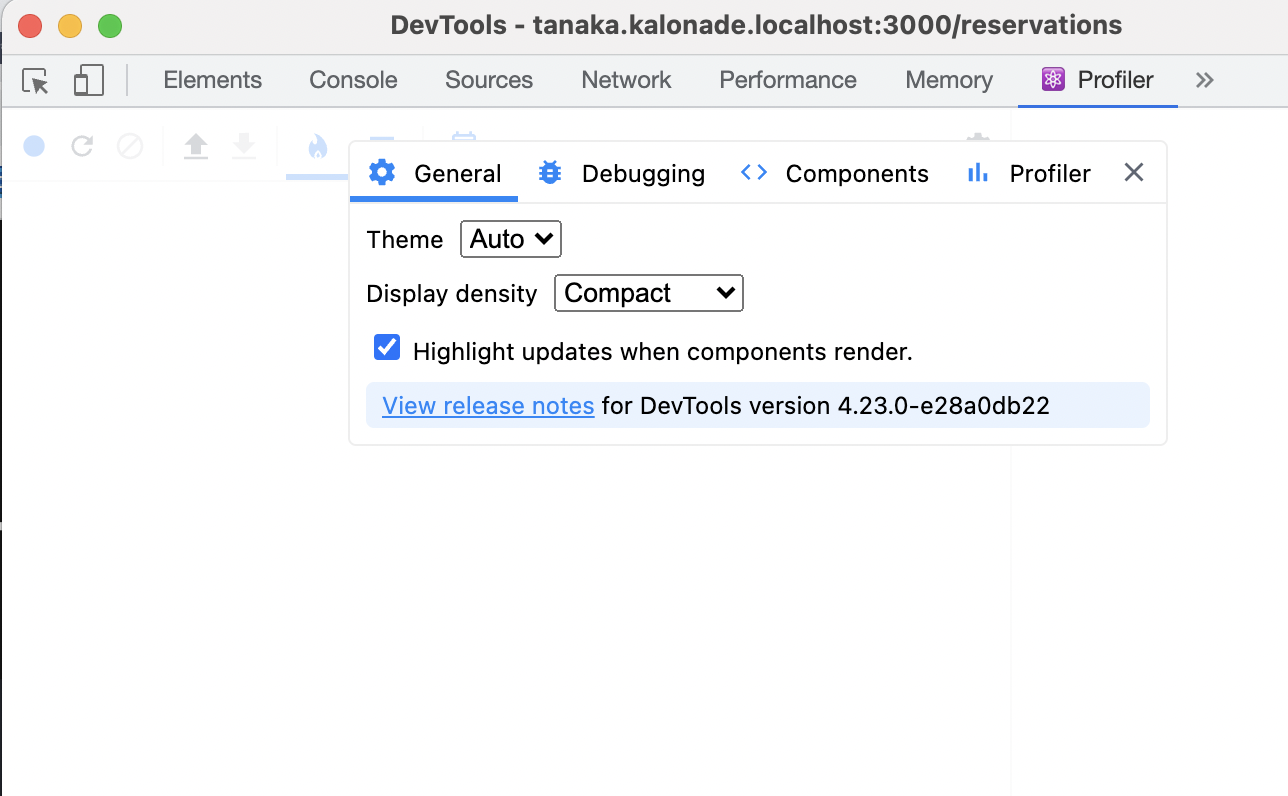 DevTools - tanaka.kalonade.localhost:3000/reservations
Elements Console Sources Network Performance Memory Profiler
General Debugging Components Profiler
Theme Auto
Display density Compact
Highlight updates when components render.
View release notes for DevTools version 4.23.0-e28a0db22